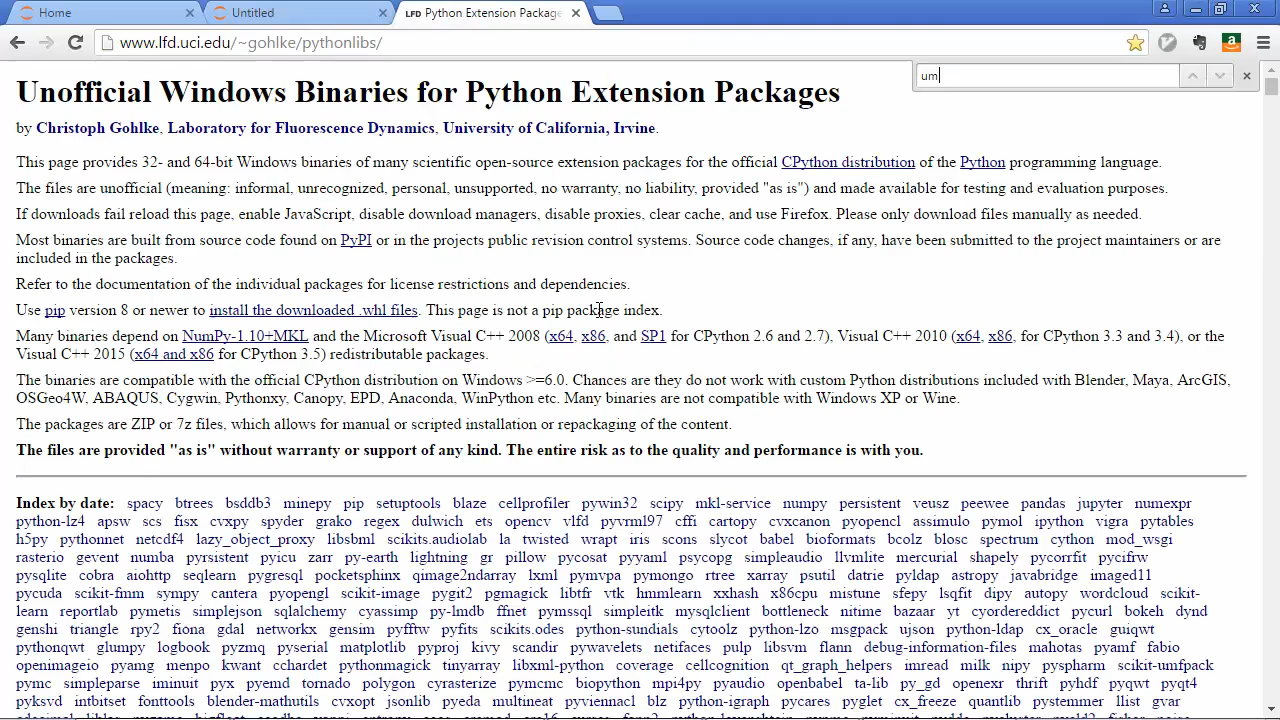 Home
Untitled
LFD Python Extension Package
www.lfd.uci.edu/~gohlke/pythonlibs/
um
Unofficial Windows Binaries for Python Extension Packages
by Christoph Gohlke, Laboratory for Fluorescence Dynamics, University of California, Irvine.
This page provides 32- and 64-bit Windows binaries of many scientific open-source extension packages for the official CPython distribution of the Python programming language.
The files are unofficial (meaning: informal, unrecognized, personal, unsupported, no warranty, no liability, provided "as is") and made available for testing and evaluation purposes.
If downloads fail reload this page, enable JavaScript, disable download managers, disable proxies, clear cache, and use Firefox. Please only download files manually as needed.
Most binaries are built from source code found on PyPI or in the projects public revision control systems. Source code changes, if any, have been submitted to the project maintainers or are
included in the packages.
Refer to the documentation of the individual packages for license restrictions and dependencies.
Use pip version 8 or newer to install the downloaded .whl files. This page is not a pip package index.
Many binaries depend on NumPy-1.10+MKL and the Microsoft Visual C++ 2008 (x64, x86, and SP1 for CPython 2.6 and 2.7), Visual C++ 2010 (x64, x86, for CPython 3.3 and 3.4), or the
Visual C++ 2015 (x64 and x86 for CPython 3.5) redistributable packages.
The binaries are compatible with the official CPython distribution on Windows >=6.0. Chances are they do not work with custom Python distributions included with Blender, Maya, ArcGIS,
OSGeo4W, ABAQUS, Cygwin, Pythonxy, Canopy, EPD, Anaconda, WinPython etc. Many binaries are not compatible with Windows XP or Wine.
The packages are ZIP or 7z files, which allows for manual or scripted installation or repackaging of the content.
The files are provided "as is" without warranty or support of any kind. The entire risk as to the quality and performance is with you.
Index by date: spacy btrees bsddb3 minepy pip setuptools blaze cellprofiler pywin32 scipy mkl-service numpy persistent veusz peewee pandas jupyter numexpr
python-lz4 apsw scs fisx cvxpy spyder grako regex dulwich ets opencv vlfd pyvrml97 cffi cartopy cvxcanon pyopencl assimulo pymol ipython vigra pytables
h5py pythonnet netcdf4 lazy_object_proxy libsbml scikits.audiolab la twisted wrapt iris scons slycot babel bioformats bcolz blosc spectrum cython mod_wsgi
rasterio gevent numba pyrsistent pyicu zarr py-earth lightning gr pillow pycosat pyyaml psycopg simpleaudio llvmlite mercurial shapely pycorrfit pycifrw
pysqlite cobra aiohttp seqlearn pygresql pocketsphinx qimage2ndarray lxml pymvpa pymongo rtree xarray psutil datrie pyldap astropy javabridge imaged11
pycuda scikit-fmm sympy cantera pyopengl scikit-image pygit2 pgmagick libtfr vtk hmmlearn xxhash x86cpu mistune sfepy lsqfit dipy autopy wordcloud scikit-
learn reportlab pymetis simplejson sqlalchemy cyassimp py-lmdb ffnet pymssql simpleitk mysqlclient bottleneck nitime bazaar yt cyordereddict pycurl bokeh dynd
genshi triangle rpy2 fiona gdal networkx gensim pyfftw pyfits scikits.odes python-sundials cytoolz python-lzo msgpack ujson python-ldap cx_oracle guiqwt
pythonqwt glumpy logbook pyzmq pyserial matplotlib pyproj kivy scandir pywavelets netifaces pulp libsvm flann debug-information-files mahotas pyamf fabio
openimageio pyamg menpo kwant cchardet pythonmagick tinyarray libxml-python coverage cellcognition qt_graph_helpers imread milk nipy pyspharm scikit-umfpack
pymc simpleparse iminuit pyx pyemd tornado polygon cyrasterize pymcmc biopython mpi4py pyaudio openbabel ta-lib py_gd openexr thrift pyhdf pyqwt pyqt4
pyksvd intbitset fonttools blender-mathutils cvxopt jsonlib pyeda multineat pyviennacl blz python-igraph pycares pyglet cx_freeze quantlib pystemmer llist gvar